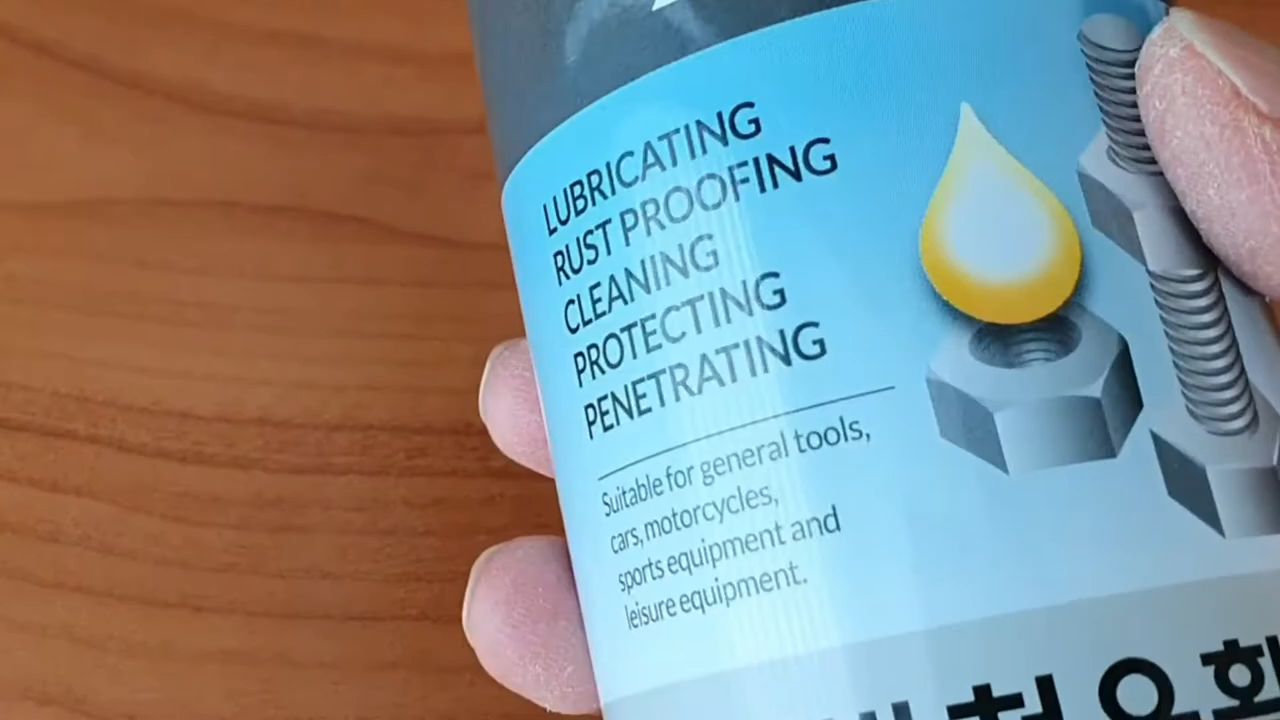 LUBRICATING
RUST PROOFING
CLEANING
PROTECTING
PENETRATING
Suitable for general tools,
cars, motorcycles,
sports equipment and
leisure equipment.